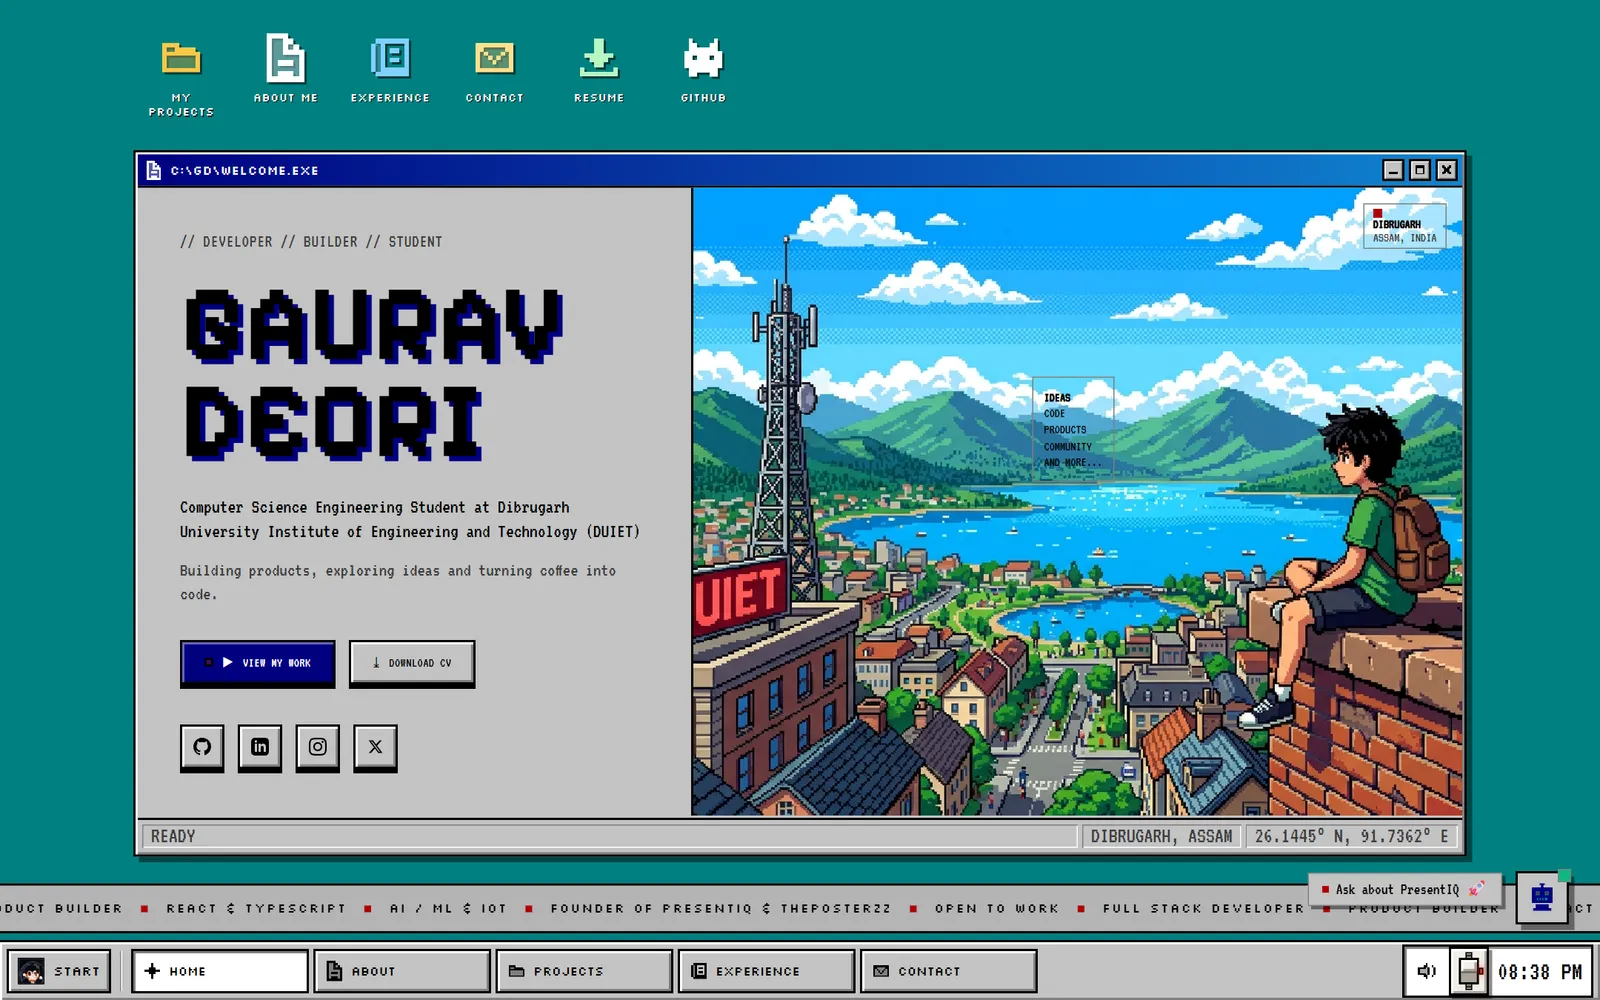 MY
PROJECTS
ABOUT ME
EXPERIENCE
CONTACT
RESUME
GITHUB
C:\GD\WELCOME.EXE
// DEVELOPER // BUILDER // STUDENT
GAURAV
DEORI
Computer Science Engineering Student at Dibrugarh
University Institute of Engineering and Technology (DUIET)
Building products, exploring ideas and turning coffee into
code.
▶ VIEW MY WORK
↓ DOWNLOAD CV
DIBRUGARH
ASSAM, INDIA
IDEAS
CODE
PRODUCTS
COMMUNITY
AND MORE...
UIET
READY
DIBRUGARH, ASSAM
26.1445° N, 91.7362° E
Ask about PresentIQ 🚀
DUCT BUILDER ■ REACT & TYPESCRIPT ■ AI / ML & IOT ■ FOUNDER OF PRESENTIQ & THEPOSTERZZ ■ OPEN TO WORK ■ FULL STACK DEVELOPER ■ PRODUCT BUILDER ACT
START
HOME
ABOUT
PROJECTS
EXPERIENCE
CONTACT
08:38 PM